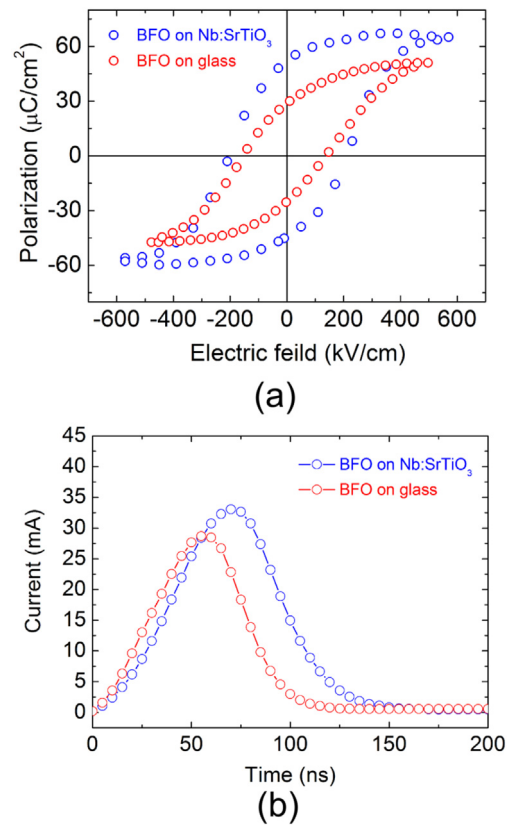 60
30
0
-30
-60
Polarization (μC/cm²)
BFO on Nb:SrTiO₃
BFO on glass
-600 -400 -200 0 200 400 600
Electric feild (kV/cm)
(a)
45
40
35
30
25
20
15
10
5
0
Current (mA)
BFO on Nb:SrTiO₃
BFO on glass
0 50 100 150 200
Time (ns)
(b)